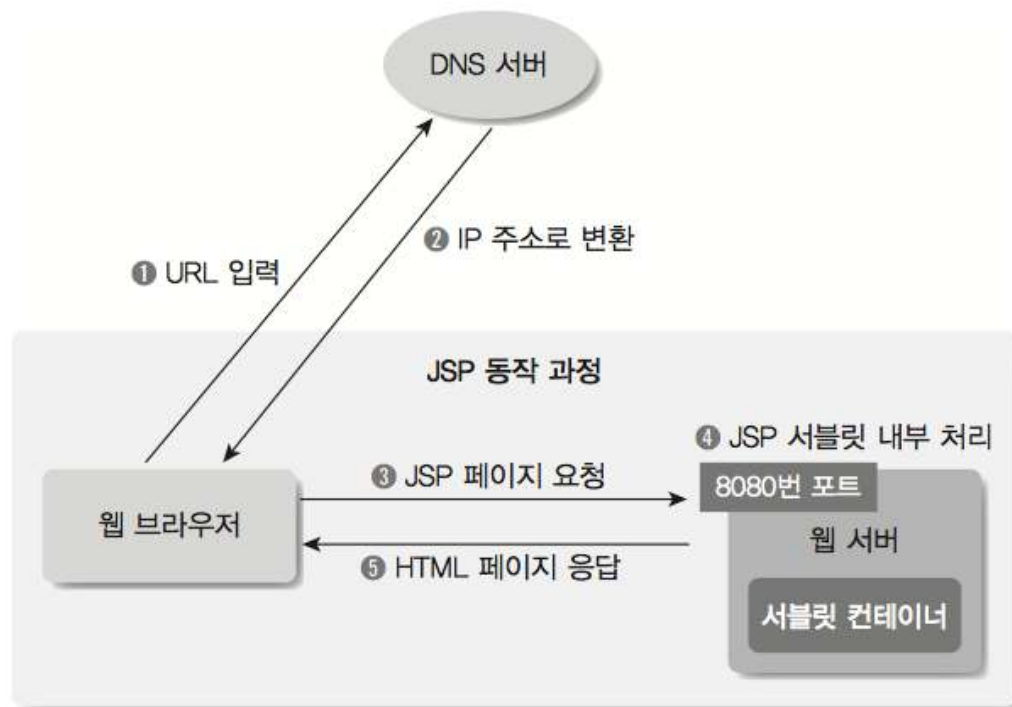 DNS 서버
❶ URL 입력
❷ IP 주소로 변환
JSP 동작 과정
❹ JSP 서블릿 내부 처리
❸ JSP 페이지 요청
8080번 포트
웹 브라우저
웹 서버
❺ HTML 페이지 응답
서블릿 컨테이너